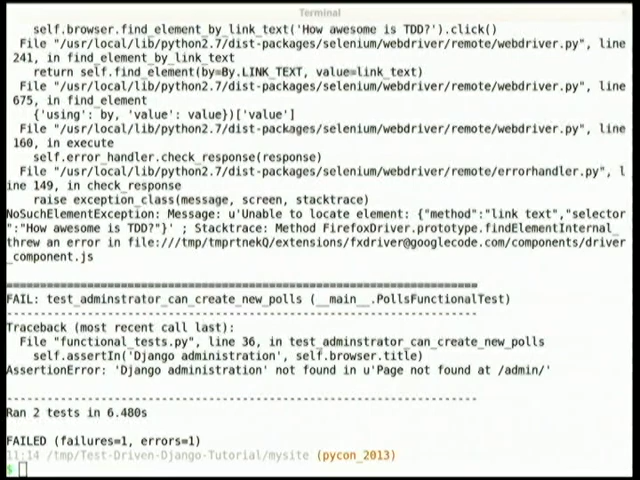 Terminal
self.browser.find_element_by_link_text('How awesome is TDD?').click()
File "/usr/local/lib/python2.7/dist-packages/selenium/webdriver/remote/webdriver.py", line
241, in find_element_by_link_text
return self.find_element(by=By.LINK_TEXT, value=link_text)
File "/usr/local/lib/python2.7/dist-packages/selenium/webdriver/remote/webdriver.py", line
675, in find_element
{'using': by, 'value': value})['value']
File "/usr/local/lib/python2.7/dist-packages/selenium/webdriver/remote/webdriver.py", line
160, in execute
self.error_handler.check_response(response)
File "/usr/local/lib/python2.7/dist-packages/selenium/webdriver/remote/errorhandler.py", l
ine 149, in check_response
raise exception_class(message, screen, stacktrace)
NoSuchElementException: Message: u'Unable to locate element: {"method":"link text","selector
":"How awesome is TDD?"}' ; Stacktrace: Method FirefoxDriver.prototype.findElementInternal_
threw an error in file:///tmp/tmprtnekQ/extensions/fxdriver@googlecode.com/components/driver
_component.js
======================================================================
FAIL: test_adminstrator_can_create_new_polls (__main__.PollsFunctionalTest)
----------------------------------------------------------------------
Traceback (most recent call last):
File "functional_tests.py", line 36, in test_adminstrator_can_create_new_polls
self.assertIn('Django administration', self.browser.title)
AssertionError: 'Django administration' not found in u'Page not found at /admin/'
----------------------------------------------------------------------
Ran 2 tests in 6.480s
FAILED (failures=1, errors=1)
11:14 /tmp/Test-Driven-Django-Tutorial/mysite (pycon_2013)
$